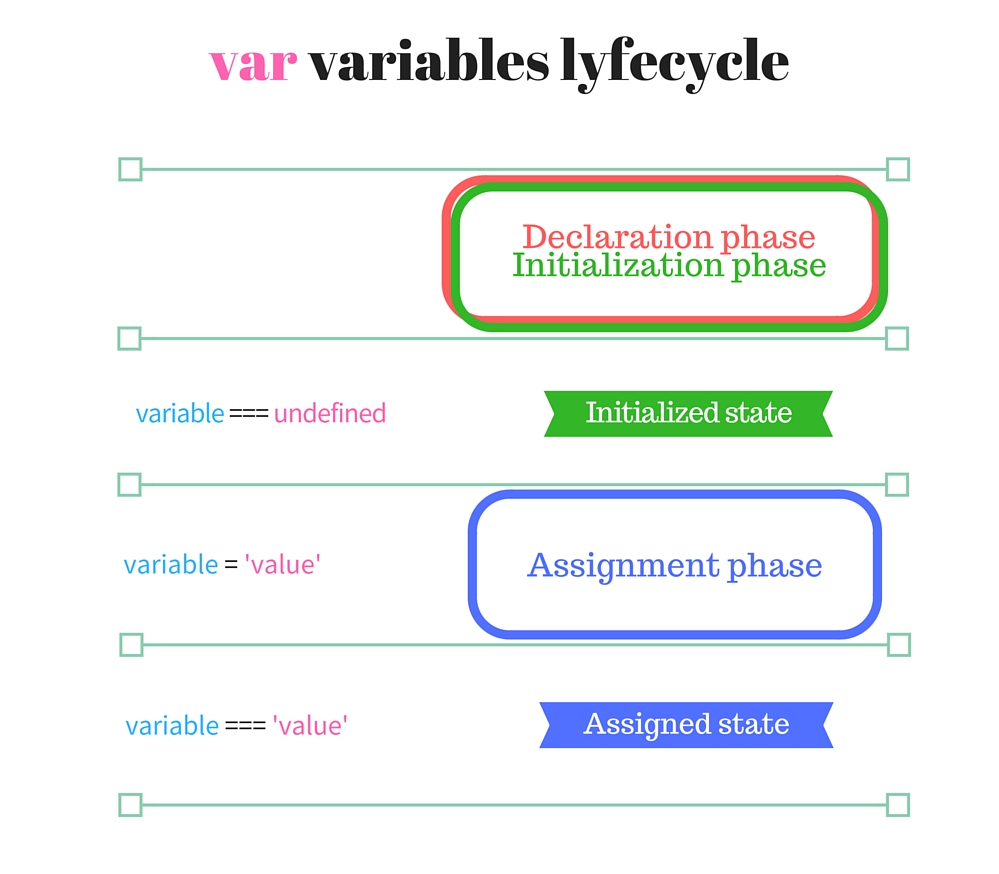 var variables lyfecycle
Declaration phase
Initialization phase
variable === undefined
Initialized state
variable = 'value'
Assignment phase
variable === 'value'
Assigned state